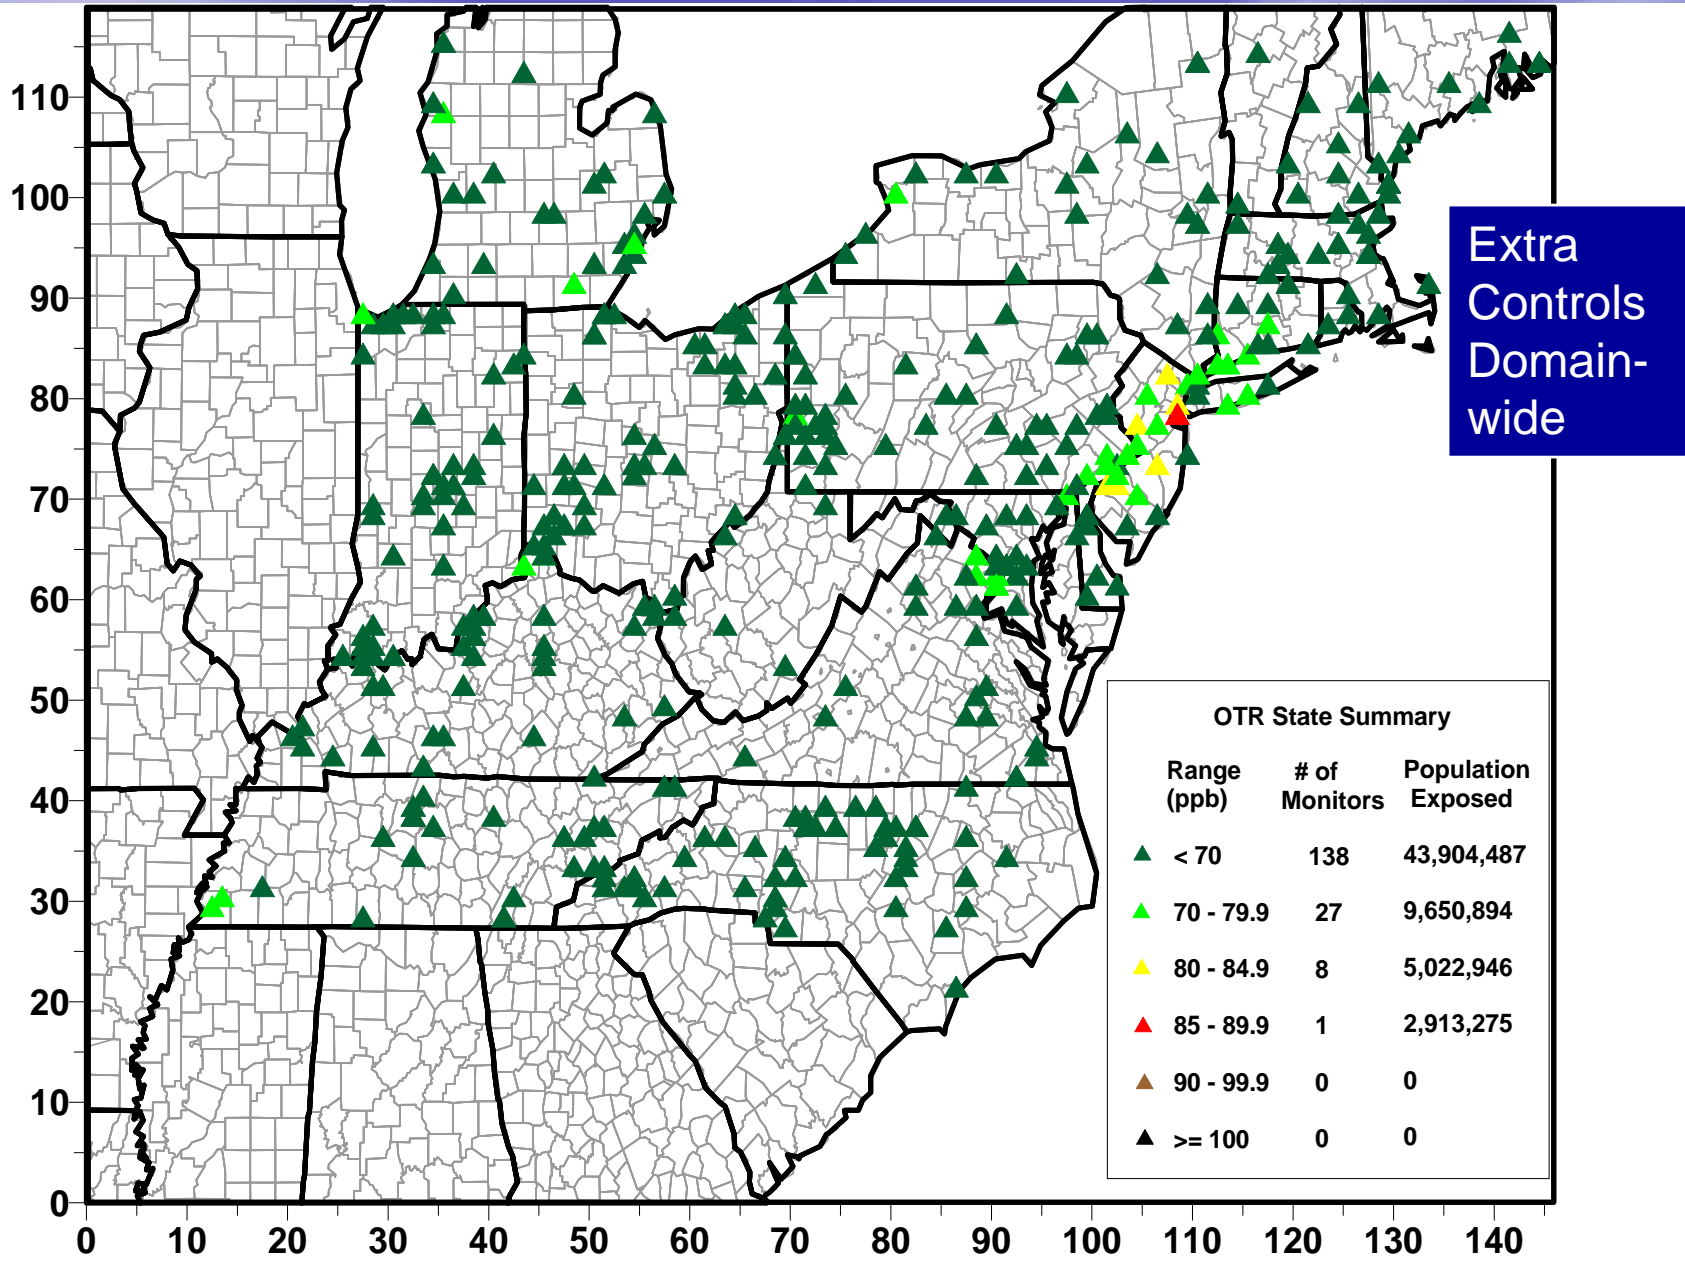 110
100
90
80
70
60
50
40
30
20
10
0
0 10 20 30 40 50 60 70 80 90 100 110 120 130 140
Extra
Controls
Domain-
wide
OTR State Summary
Range (ppb) # of Monitors Population Exposed
< 70 138 43,904,487
70 - 79.9 27 9,650,894
80 - 84.9 8 5,022,946
85 - 89.9 1 2,913,275
90 - 99.9 0 0
>= 100 0 0